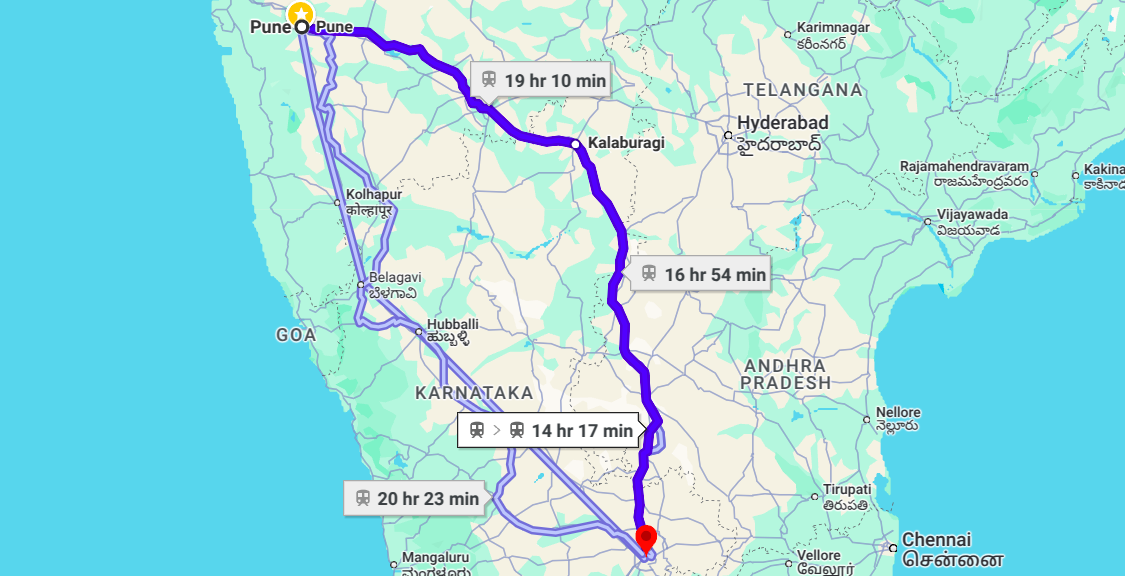 Pune
Pune
Karimnagar
కరీంనగర్
19 hr 10 min
TELANGANA
Hyderabad
హైదరాబాద్
Kalaburagi
Rajamahendravaram
రాజమహేంద్రవరం
Kakina
కాకినాడ
Kolhapur
कोल्हापूर
Vijayawada
విజయవాడ
16 hr 54 min
Belagavi
ಬೆಳಗಾವಿ
GOA
Hubballi
ಹುಬ್ಬಳ್ಳಿ
ANDHRA
PRADESH
KARNATAKA
Nellore
నెల్లూరు
> 14 hr 17 min
20 hr 23 min
Tirupati
తిరుపతి
Chennai
சென்னை
Mangaluru
ಮಂಗಳೂರು
Vellore
வேலூர்